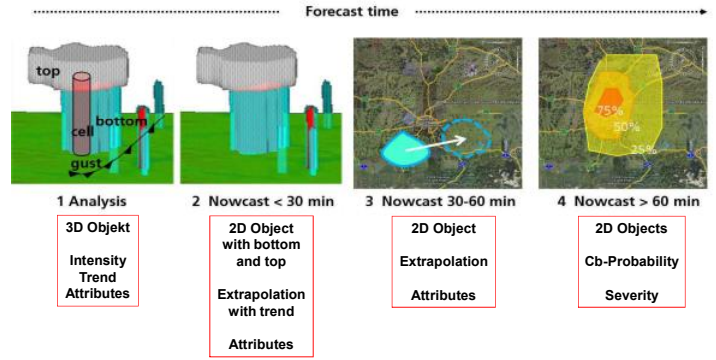 Forecast time
top
bottom
cell
gust
75%
50%
25%
1 Analysis
2 Nowcast < 30 min
3 Nowcast 30-60 min
4 Nowcast > 60 min
3D Objekt
Intensity
Trend
Attributes
2D Object
with bottom
and top
Extrapolation
with trend
Attributes
2D Object
Extrapolation
Attributes
2D Objects
Cb-Probability
Severity